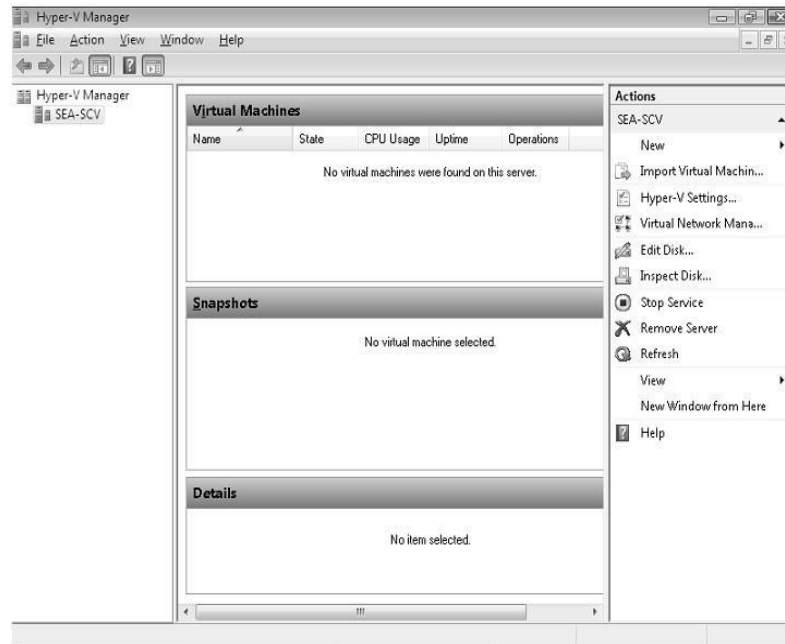 Hyper-V Manager
File Action View Window Help
Hyper-V Manager
SEA-SCV
Virtual Machines
Name State CPU Usage Uptime Operations
No virtual machines were found on this server.
Snapshots
No virtual machine selected.
Details
No item selected.
Actions
SEA-SCV
New
Import Virtual Machin...
Hyper-V Settings...
Virtual Network Mana...
Edit Disk...
Inspect Disk...
Stop Service
Remove Server
Refresh
View
New Window from Here
Help